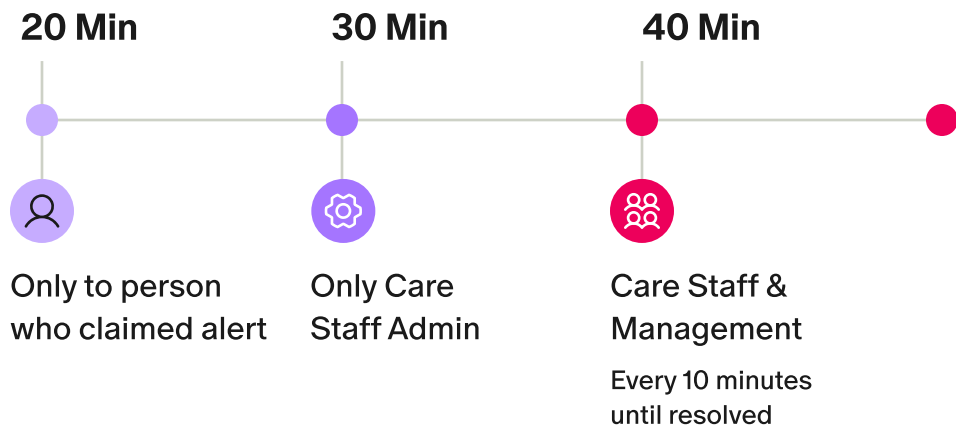 20 Min
30 Min
40 Min
Only to person
who claimed alert
Only Care
Staff Admin
Care Staff &
Management
Every 10 minutes
until resolved